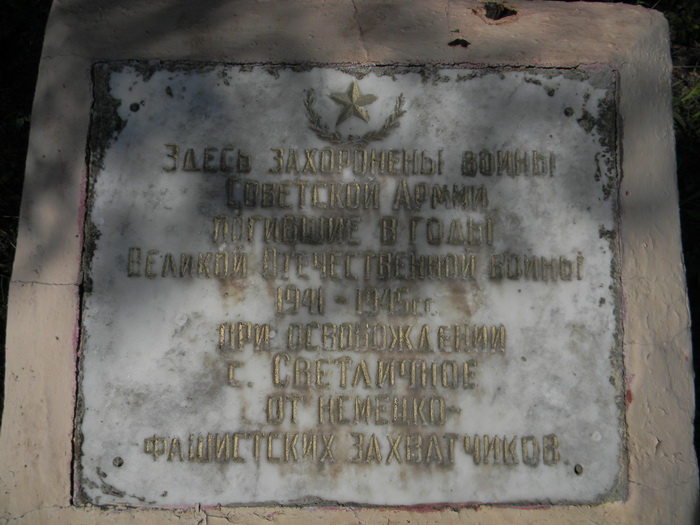 Здесь захоронены воины
Советской Армии
погибшие в годы
Великой Отечественной войны
1941 - 1945 гг.
при освобождении
с. Светличное
от немецко-
фашистских захватчиков.